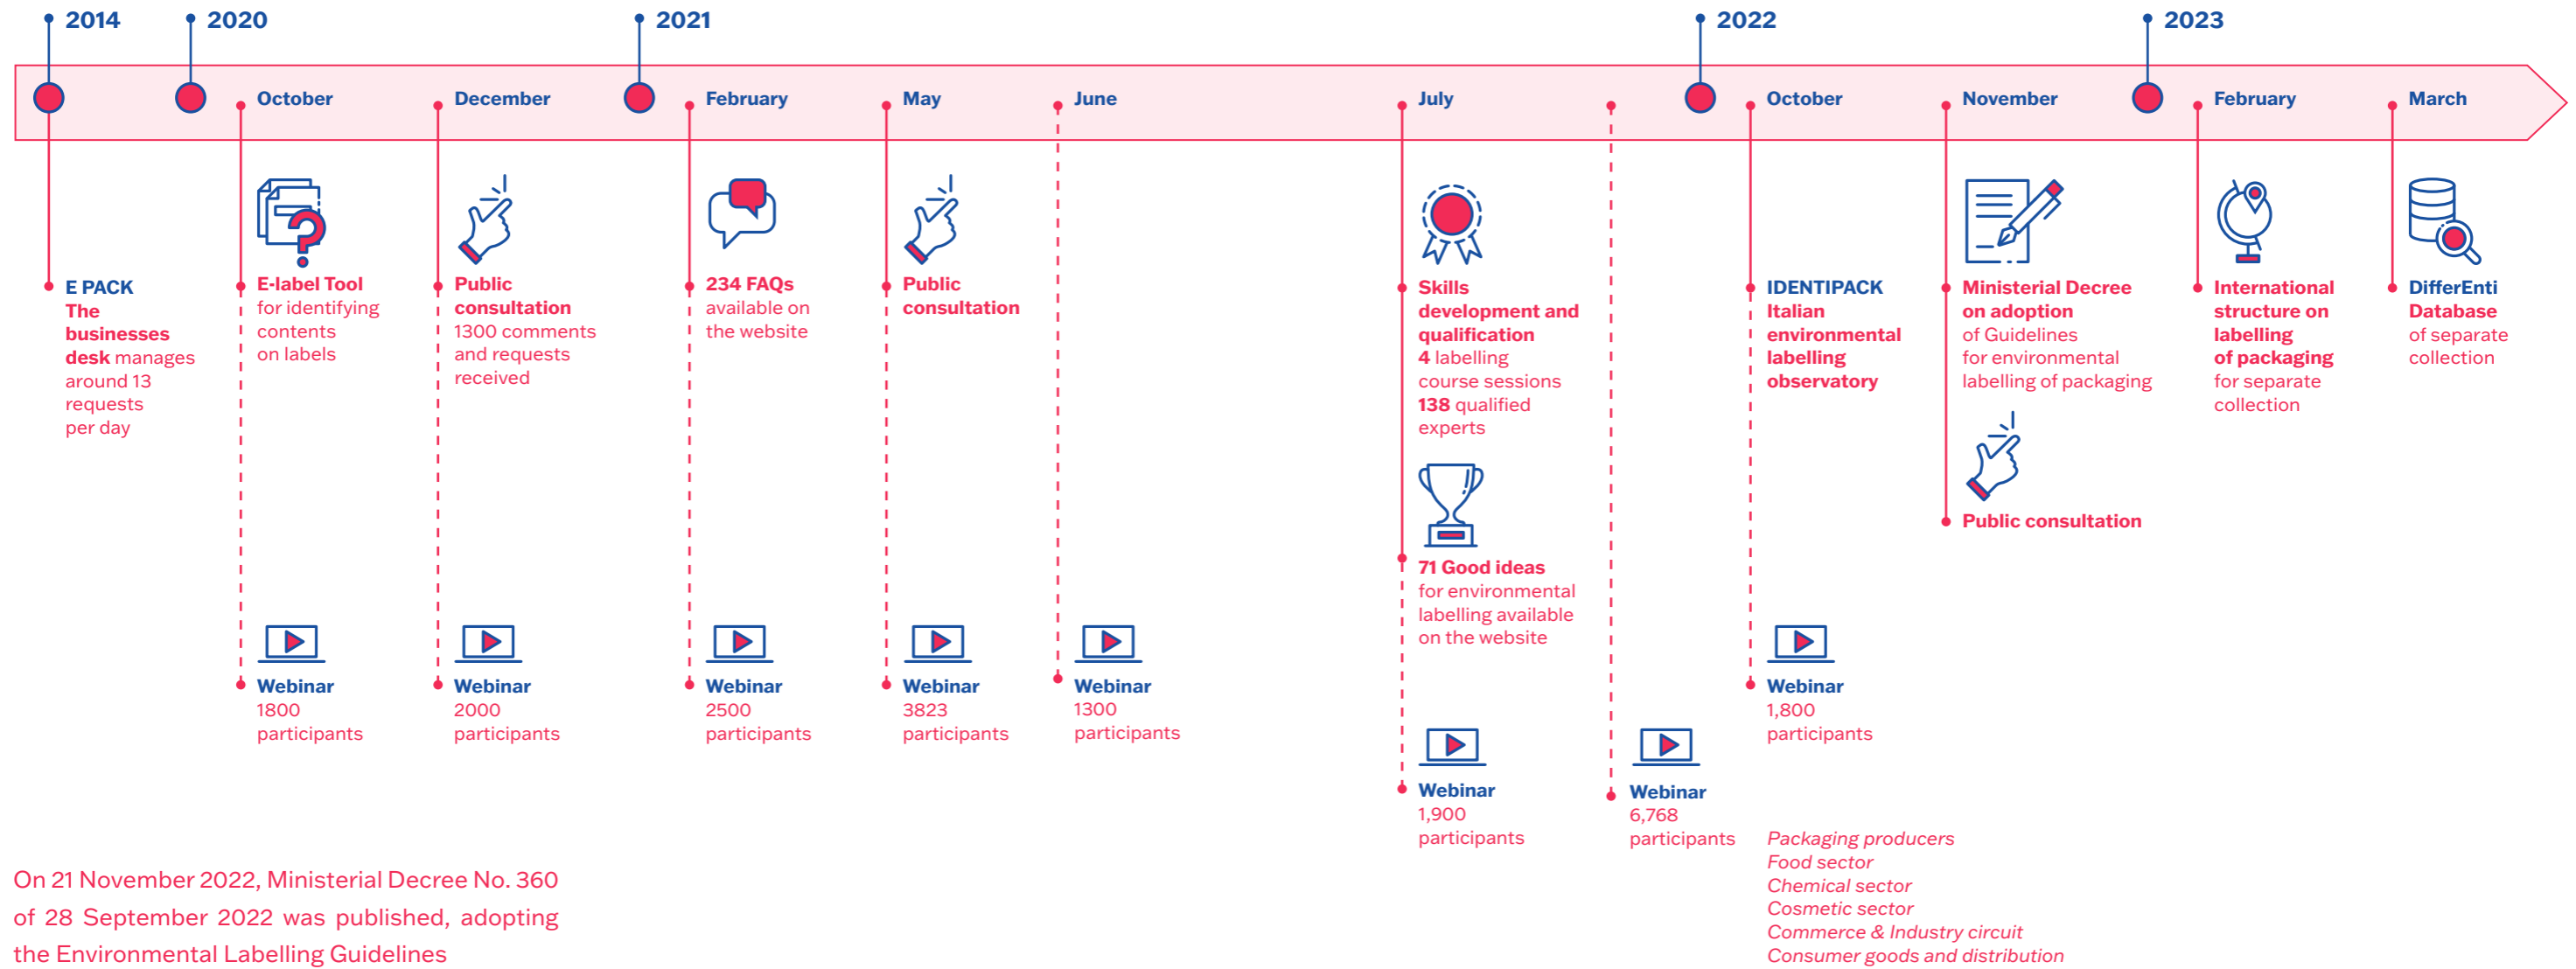 2014
2020
2021
2022
2023
October
December
February
May
June
July
October
November
February
March
E PACK
The
businesses
desk manages
around 13
requests
per day
E-label Tool
for identifying
contents
on labels
Public
consultation
1300 comments
and requests
received
234 FAQs
available on
the website
Public
consultation
Skills
development and
qualification
4 labelling
course sessions
138 qualified
experts
71 Good ideas
for environmental
labelling available
on the website
IDENTIPACK
Italian
environmental
labelling
observatory
Ministerial Decree
on adoption
of Guidelines
for environmental
labelling of packaging
Public consultation
International
structure on
labelling
of packaging
for separate
collection
DifferEnti
Database
of separate
collection
Webinar
1800
participants
Webinar
2000
participants
Webinar
2500
participants
Webinar
3823
participants
Webinar
1300
participants
Webinar
1,900
participants
Webinar
6,768
participants
Webinar
1,800
participants
Packaging producers
Food sector
Chemical sector
Cosmetic sector
Commerce & Industry circuit
Consumer goods and distribution
On 21 November 2022, Ministerial Decree No. 360
of 28 September 2022 was published, adopting
the Environmental Labelling Guidelines